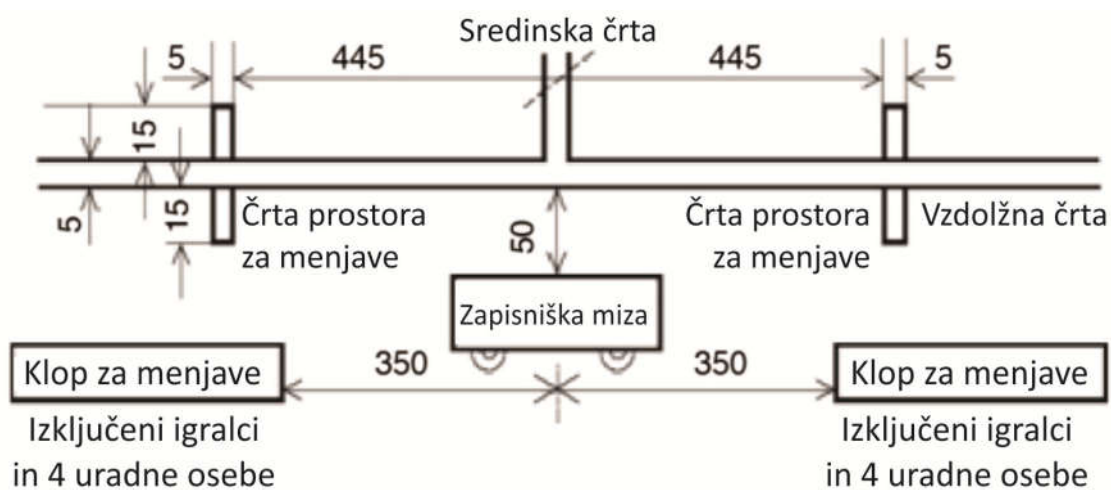 Sredinska črta
5
445
445
5
15
5
15
Črta prostora
za menjave
50
Črta prostora
za menjave
Vzdolžna črta
Zapisniška miza
350
350
Klop za menjave
Izključeni igralci
in 4 uradne osebe
Klop za menjave
Izključeni igralci
in 4 uradne osebe